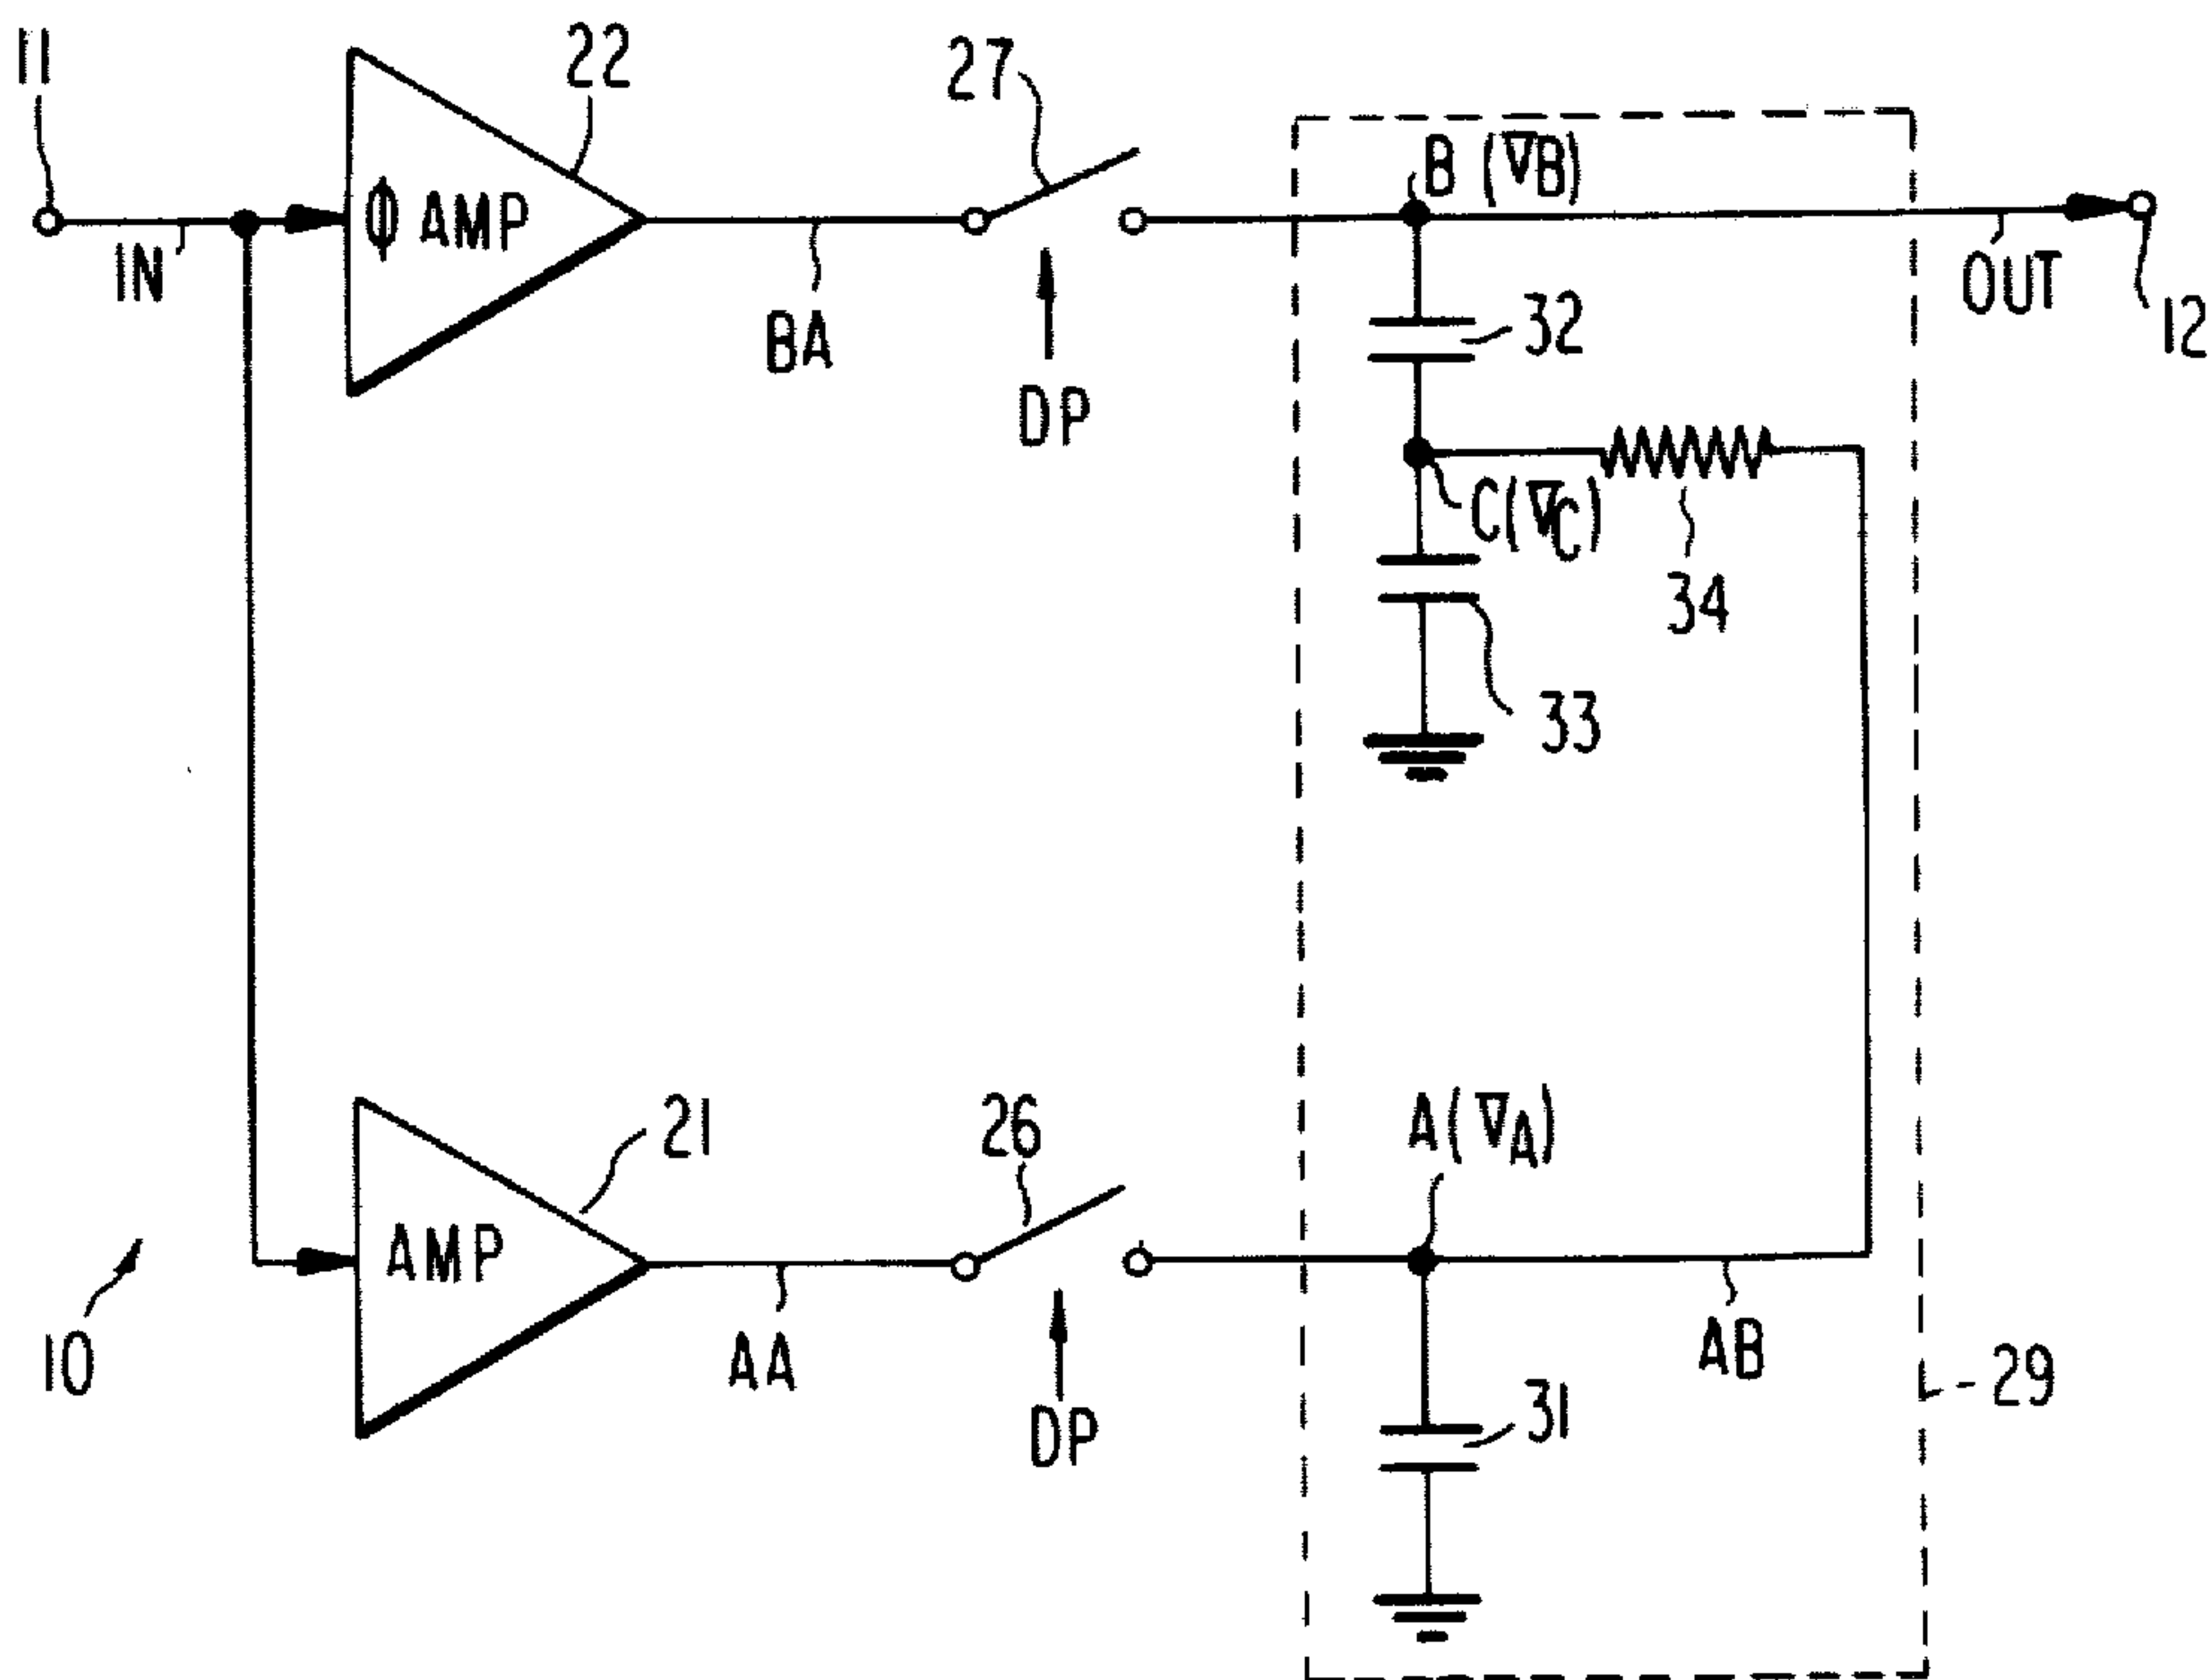 11
22
27
B (VB)
ϕ AMP
IN
BA
DP
OUT
12
32
C(VC)
34
33
21
26
A(VA)
AMP
10
AA
DP
AB
29
31